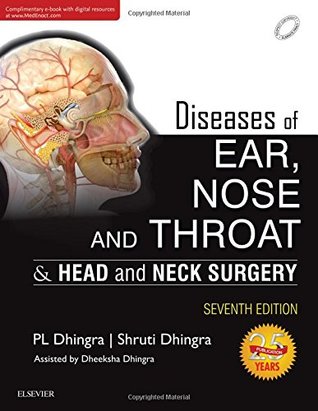 Complimentary e-book with digital resources
at www.MedEnact.com
Copyrighted Material
Diseases of
EAR,
NOSE
AND THROAT
& HEAD and NECK SURGERY
SEVENTH EDITION
PL Dhingra | Shruti Dhingra
Assisted by Dheeksha Dhingra
PUBLICATION
25
YEARS
ELSEVIER
Copyrighted Material